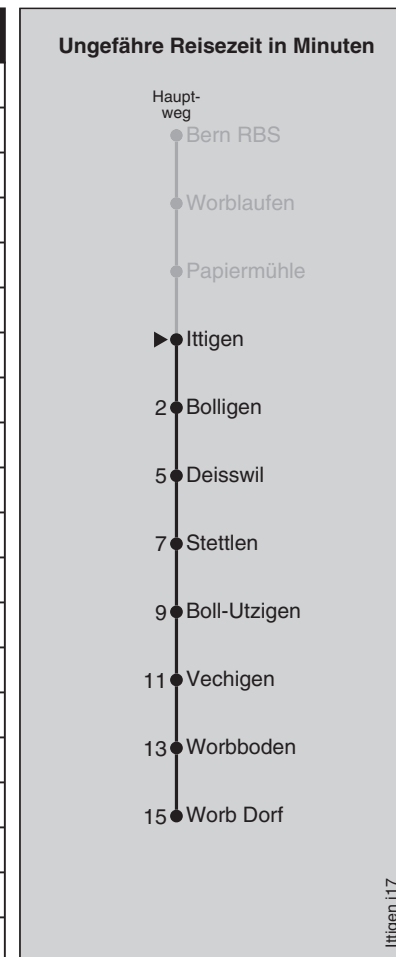 Ungefähre Reisezeit in Minuten
Haupt-
weg
Bern RBS
Worblaufen
Papiermühle
Ittigen
2 Bolligen
5 Deisswil
7 Stettlen
9 Boll-Utzigen
11 Vechigen
13 Worbboden
15 Worb Dorf
Ittigen j17